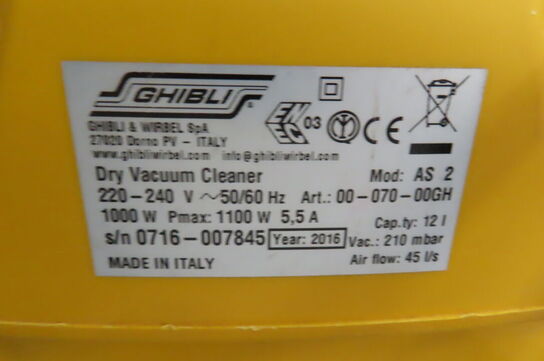 GHIBLI
GHIBLI & WIRBEL SpA
27020 Dorno PV - ITALY
www.ghibliwirbel.com info@ghibliwirbel.com
ENEC 03
CE
Dry Vacuum Cleaner Mod: AS 2
220-240 V ~50/60 Hz Art.: 00-070-00GH
1000 W Pmax: 1100 W 5,5 A Cap.ty: 12 l
s/n 0716-007845 Year: 2016 Vac.: 210 mbar
MADE IN ITALY Air flow: 45 l/s